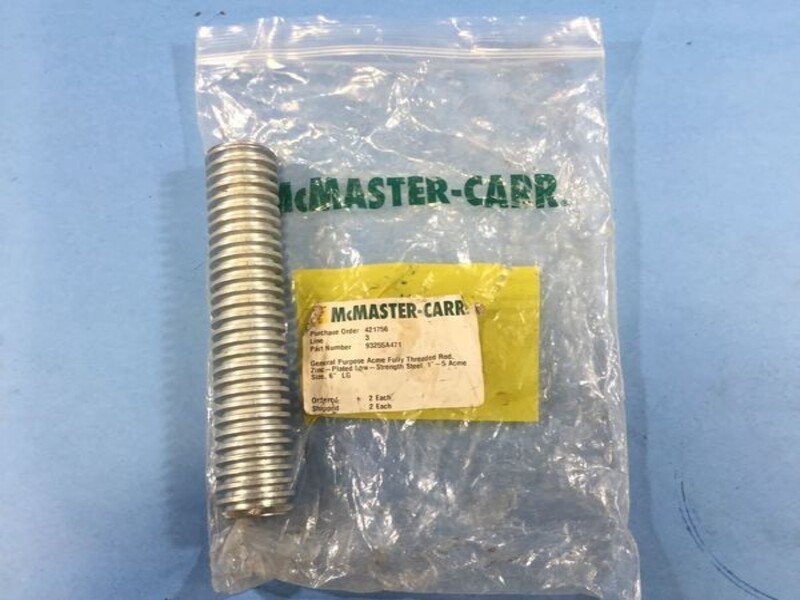 McMASTER-CARR.
McMASTER-CARR
Purchase Order 421756
Line 3
Part Number 93255A471
General Purpose Acme Fully Threaded Rod,
Zinc-Plated Low-Strength Steel, 1"-5 Acme
Size, 6" LG
Ordered 2 Each
Shipped 2 Each